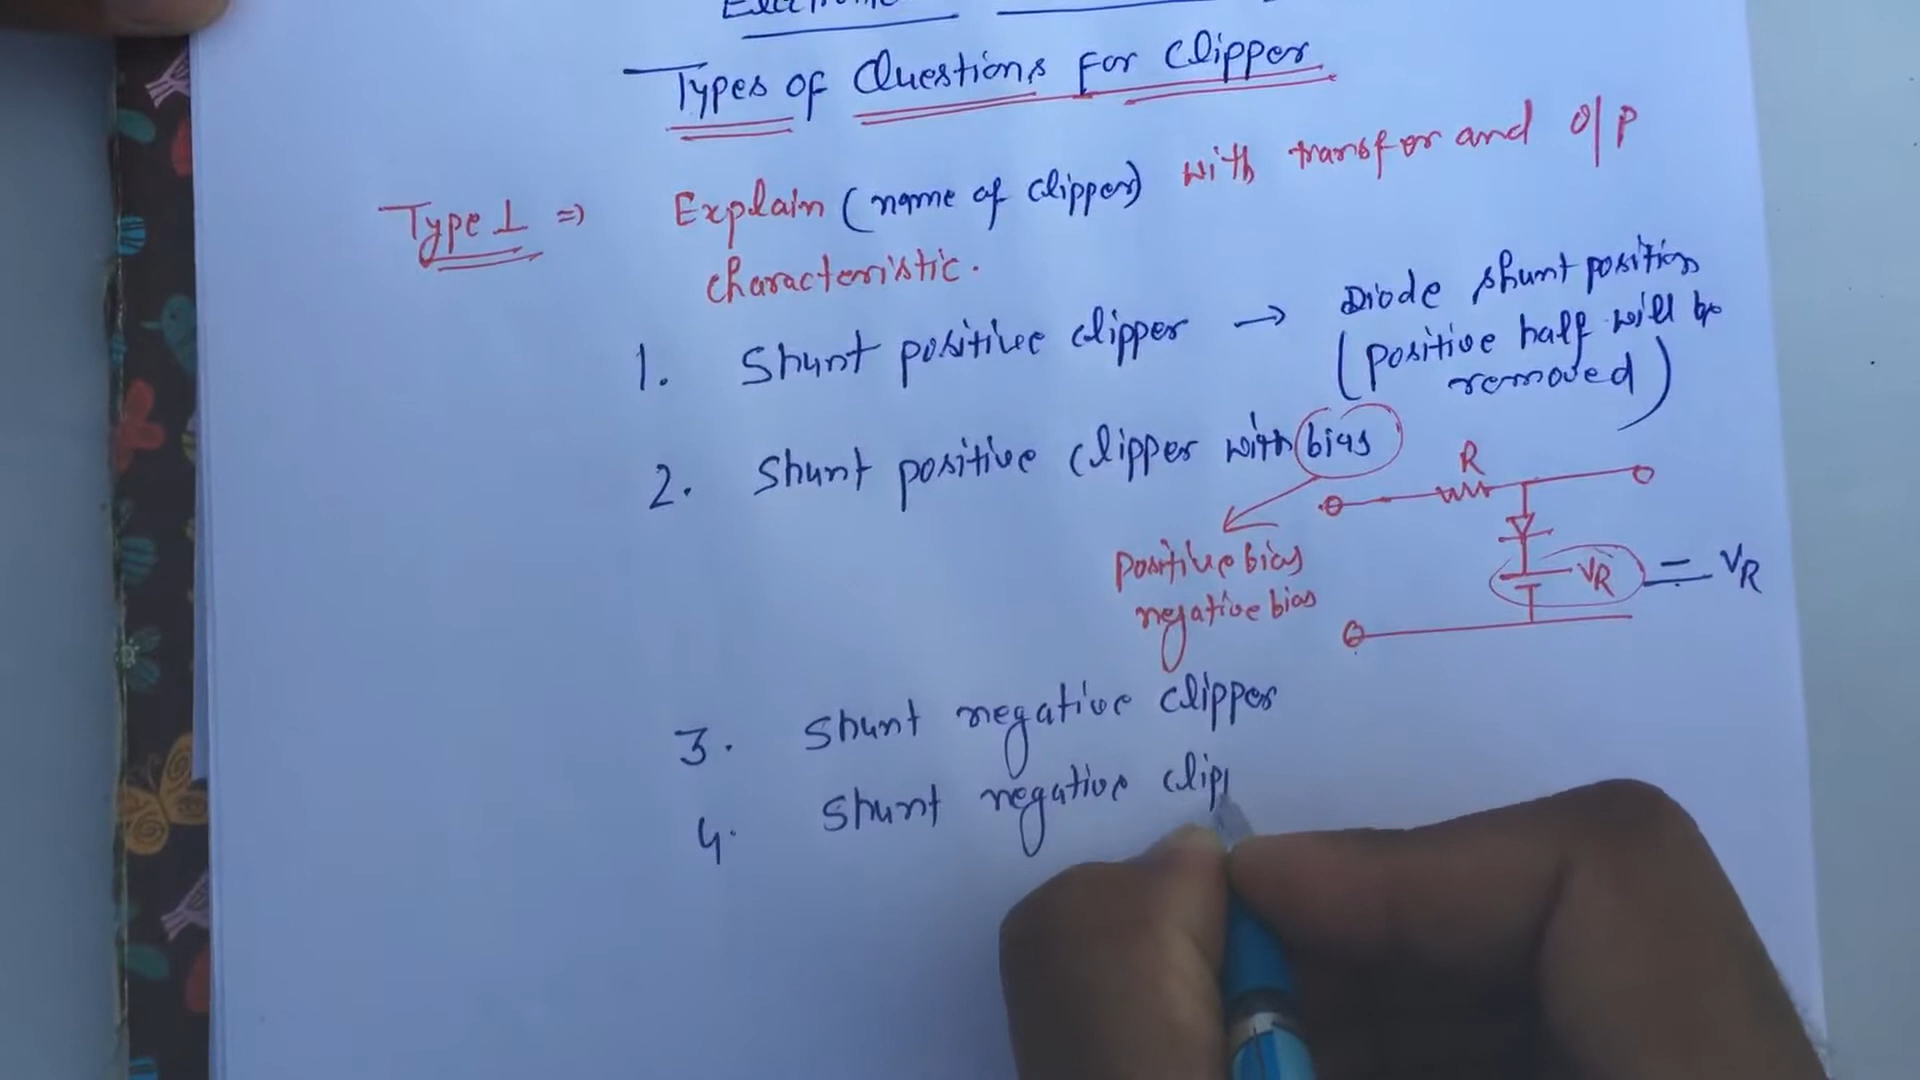 Types of Questions for Clipper
Type 1 ⇒ Explain (name of clipper) with transfor and O/P
characteristic.
1. Shunt positive clipper → Diode shunt position
(positive half will be
removed)
2. Shunt positive clipper with bias
R
Positive bias
negative bias
VR = VR
3. Shunt negative clipper
4. Shunt negative clipp